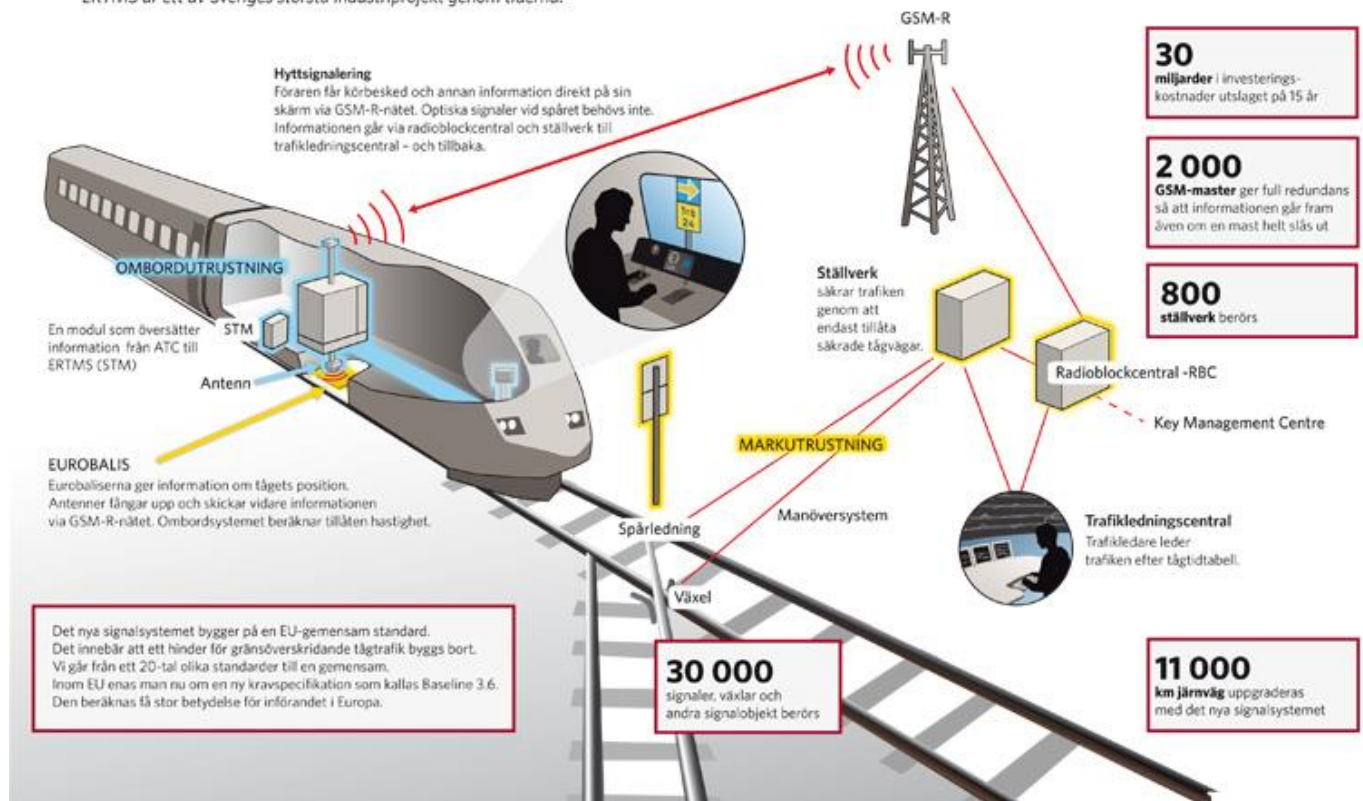 ERTMS är ett av Sveriges största industriprojekt genom tiderna.
GSM-R
Hyttsignalering
Föraren får körbesked och annan information direkt på sin
skärm via GSM-R-nätet. Optiska signaler vid spåret behövs inte.
Informationen går via radioblockcentral och ställverk till
trafikledningscentral – och tillbaka.
30
miljarder i investerings-
kostnader utslaget på 15 år
2 000
GSM-master ger full redundans
så att informationen går fram
även om en mast helt slås ut
800
ställverk berörs
OMBORDUTRUSTNING
STM
En modul som översätter
information från ATC till
ERTMS (STM)
Antenn
Ställverk
säkrar trafiken
genom att
endast tillåta
säkrade tågvägar.
Radioblockcentral -RBC
Key Management Centre
MARKUTRUSTNING
EUROBALIS
Eurobaliserna ger information om tågets position.
Antenner fångar upp och skickar vidare informationen
via GSM-R-nätet. Ombordsystemet beräknar tillåten hastighet.
Spårledning
Manöversystem
Trafikledningscentral
Trafikledare leder
trafiken efter tågtidtabell.
Växel
Det nya signalsystemet bygger på en EU-gemensam standard.
Det innebär att ett hinder för gränsöverskridande tågtrafik byggs bort.
Vi går från ett 20-tal olika standarder till en gemensam.
Inom EU enas man nu om en ny kravspecifikation som kallas Baseline 3.6.
Den beräknas få stor betydelse för införandet i Europa.
30 000
signaler, växlar och
andra signalobjekt berörs
11 000
km järnväg uppgraderas
med det nya signalsystemet